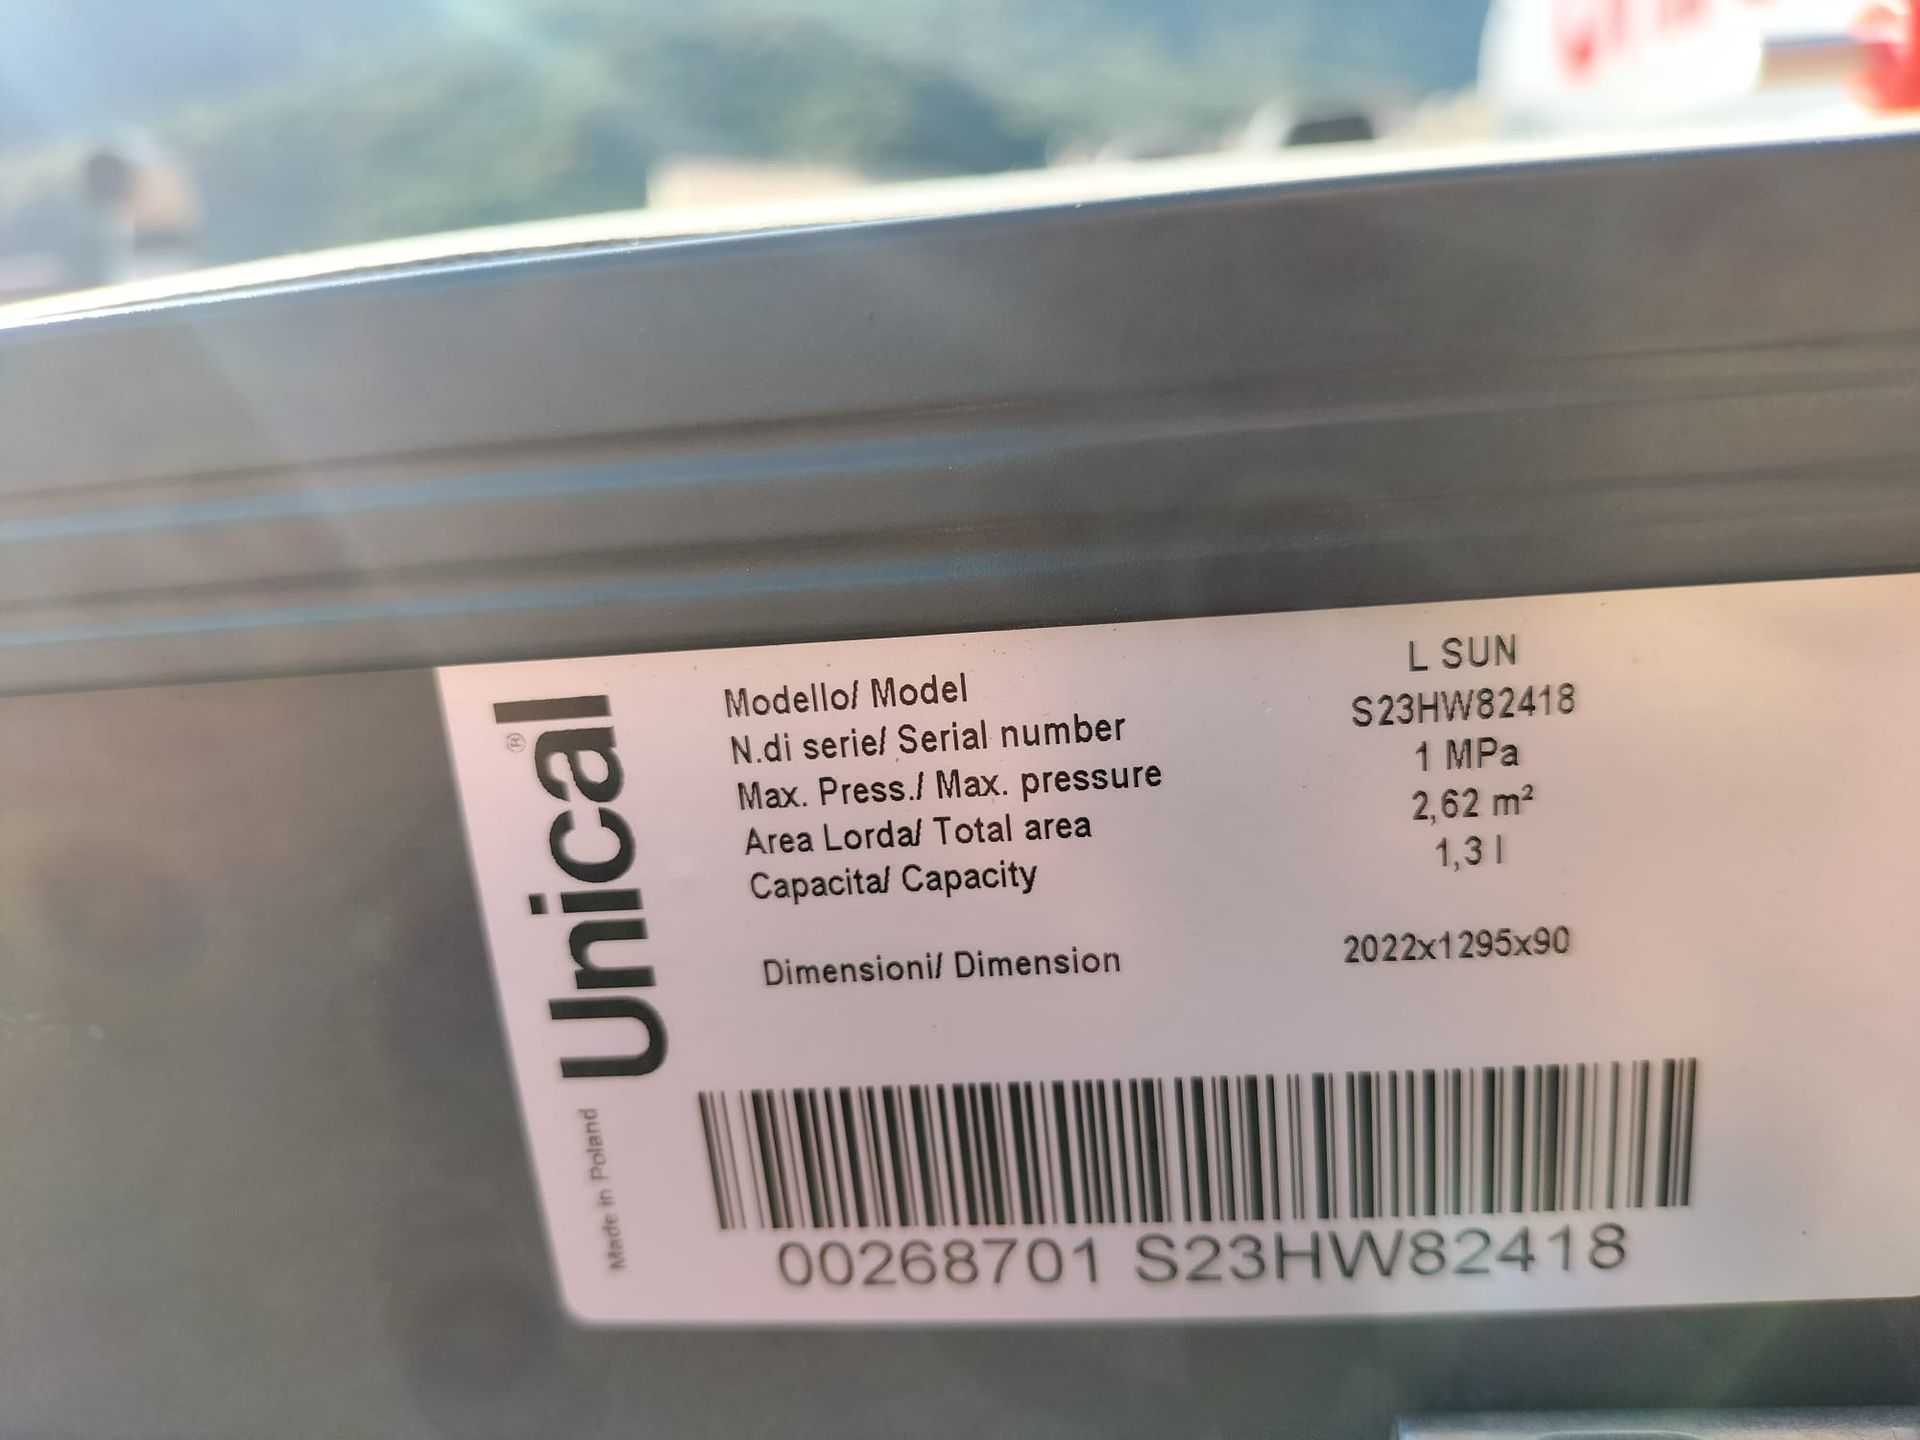 Unical®
Made in Poland
Modello/ Model L SUN
N.di serie/ Serial number S23HW82418
Max. Press./ Max. pressure 1 MPa
Area Lorda/ Total area 2,62 m²
Capacita/ Capacity 1,3 l
Dimensioni/ Dimension 2022x1295x90
00268701 S23HW82418